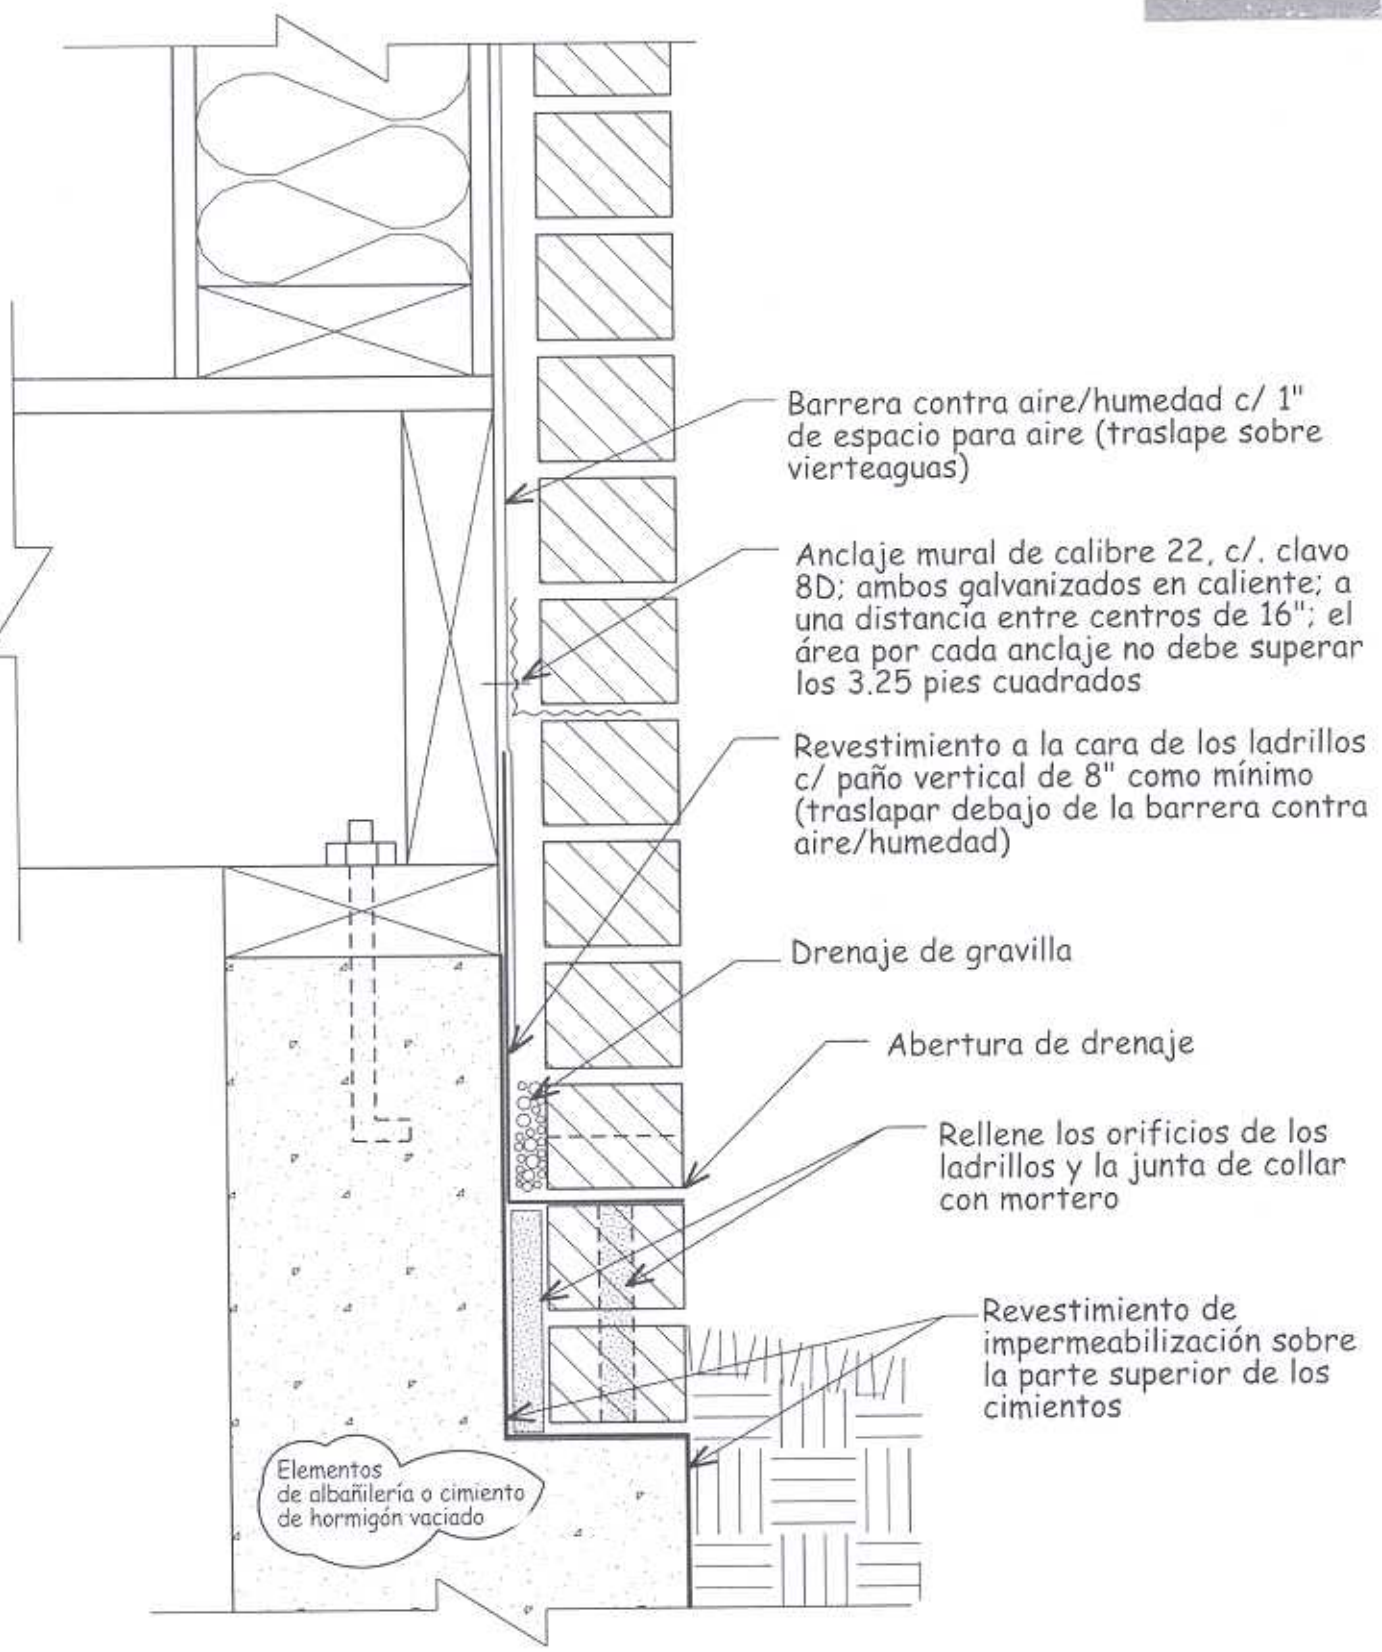 Barrera contra aire/humedad c/ 1"
de espacio para aire (traslape sobre
vierteaguas)
Anclaje mural de calibre 22, c/. clavo
8D; ambos galvanizados en caliente; a
una distancia entre centros de 16"; el
área por cada anclaje no debe superar
los 3.25 pies cuadrados
Revestimiento a la cara de los ladrillos
c/ paño vertical de 8" como mínimo
(traslapar debajo de la barrera contra
aire/humedad)
Drenaje de gravilla
Abertura de drenaje
Rellene los orificios de los
ladrillos y la junta de collar
con mortero
Revestimiento de
impermeabilización sobre
la parte superior de los
cimientos
Elementos
de albañilería o cimiento
de hormigón vaciado